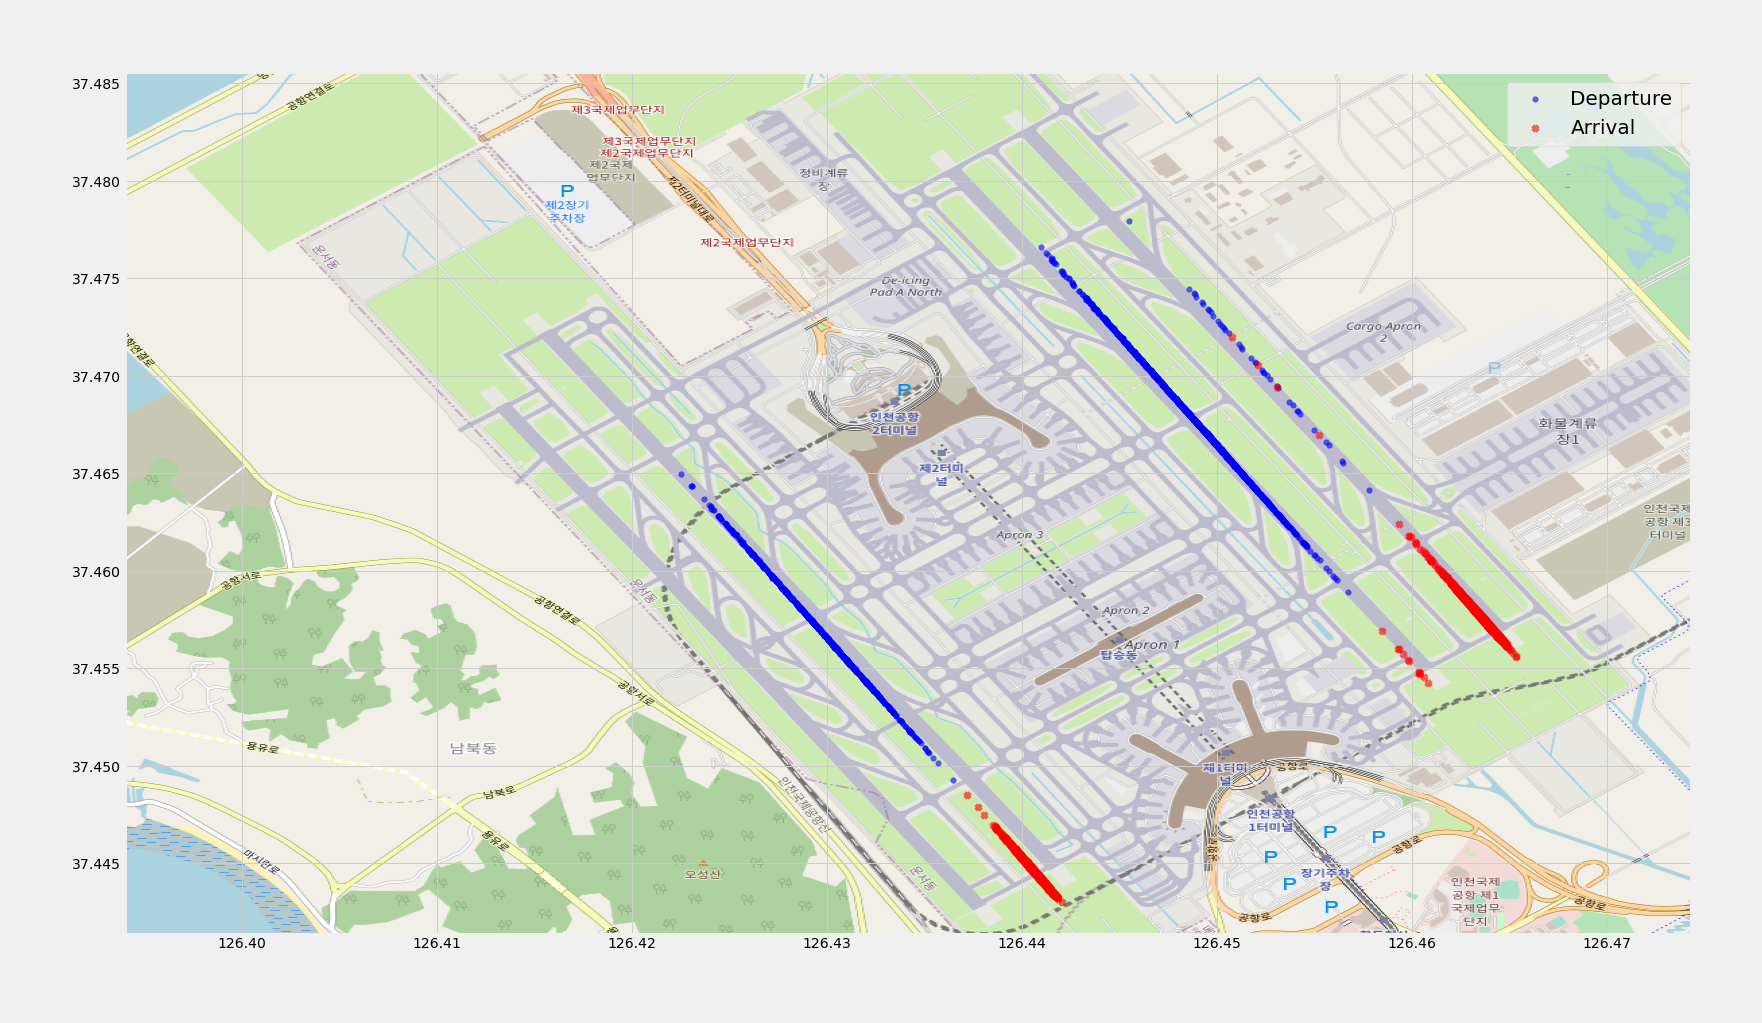 37.485
37.480
37.475
37.470
37.465
37.460
37.455
37.450
37.445
126.40
126.41
126.42
126.43
126.44
126.45
126.46
126.47
Departure
Arrival
공항연결로
제3국제업무단지
제3국제업무단지
제2국제업무단지
제2국제
업무단지
P
제2장기
주차장
제2터미널대로
정비계류
장
제2국제업무단지
운서동
De-icing
Pad A North
Cargo Apron
2
P
P
인천공항
2터미널
화물계류
장1
제2터미
널
인천국제
공항 제3
터미널
Apron 3
공항서로
운서동
공항연결로
Apron 2
Apron 1
탑승동
공항서로
용유로
남북동
제1터미
널
공항로
남북로
인천국제공항선
인천공항
1터미널
P
P
용유로
공항로
공항로
마시란로
P
오성산
운서동
장기주차
장
P
인천국제
공항 제1
국제업무
단지
P
공항로
공항로